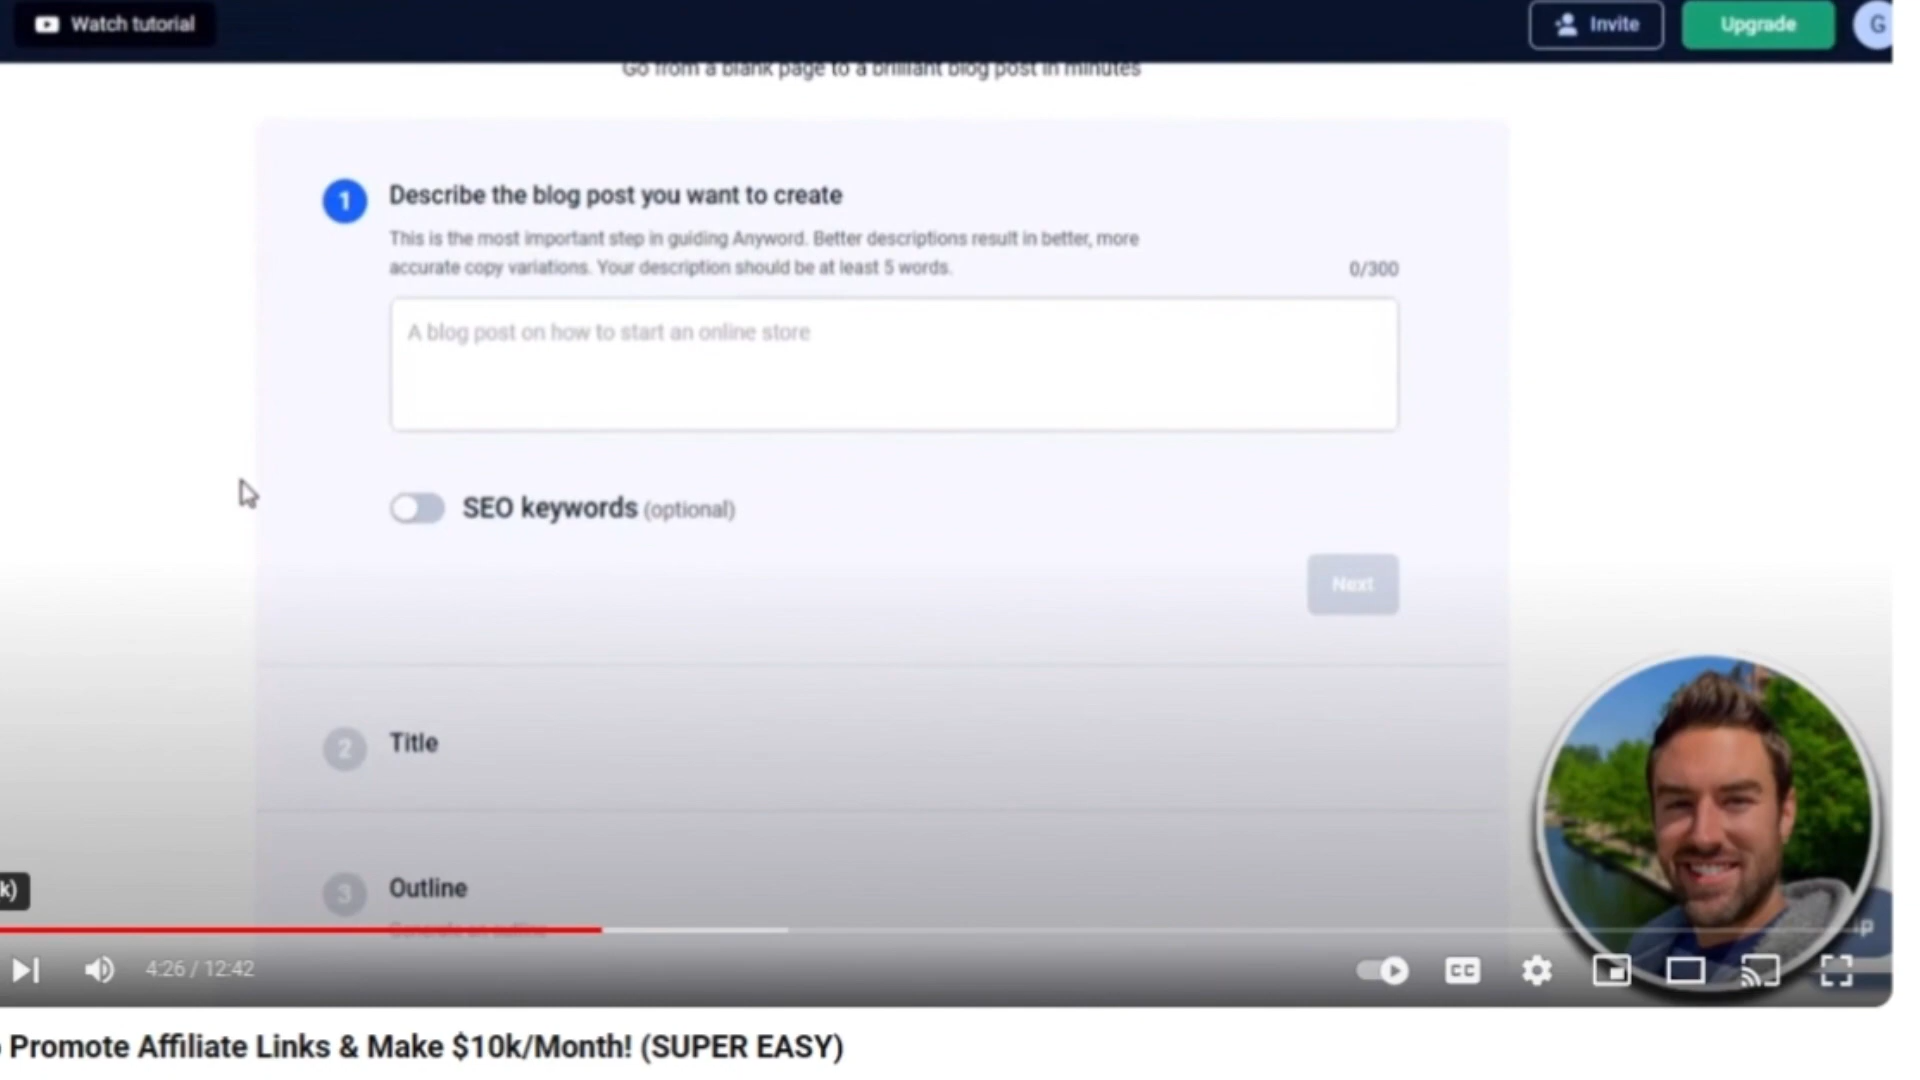 Watch tutorial
Invite
Upgrade
G
Go from a blank page to a brilliant blog post in minutes
1
Describe the blog post you want to create
This is the most important step in guiding Anyword. Better descriptions result in better, more
accurate copy variations. Your description should be at least 5 words.
0/300
A blog post on how to start an online store
SEO keywords (optional)
Next
2
Title
3
Outline
Generate an outline
k)
4:26 / 12:42
CC
Promote Affiliate Links & Make $10k/Month! (SUPER EASY)